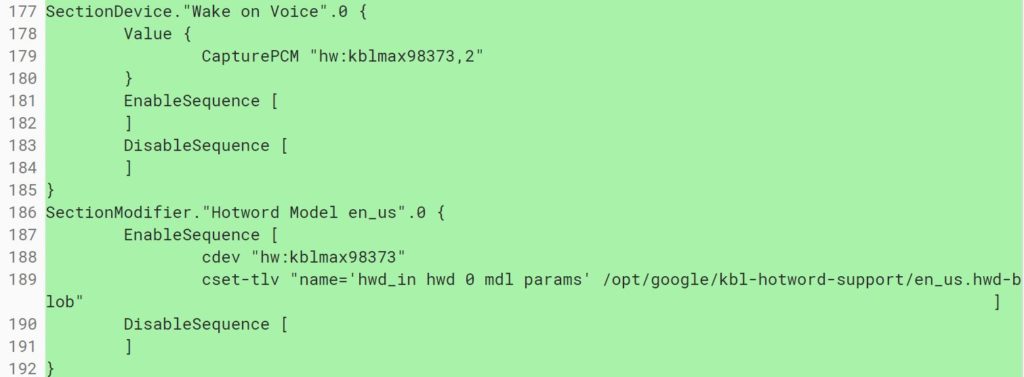 177 SectionDevice."Wake on Voice".0 {
178         Value {
179                 CapturePCM "hw:kblmax98373,2"
180         }
181         EnableSequence [
182         ]
183         DisableSequence [
184         ]
185 }
186 SectionModifier."Hotword Model en_us".0 {
187         EnableSequence [
188                 cdev "hw:kblmax98373"
189                 cset-tlv "name='hwd_in hwd 0 mdl params' /opt/google/kbl-hotword-support/en_us.hwd-b
lob"                                                                                         ]
190         DisableSequence [
191         ]
192 }